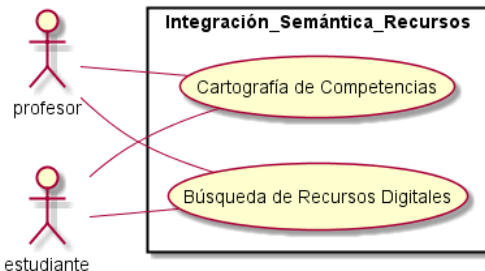 Integración_Semántica_Recursos
Cartografía de Competencias
profesor
Búsqueda de Recursos Digitales
estudiante